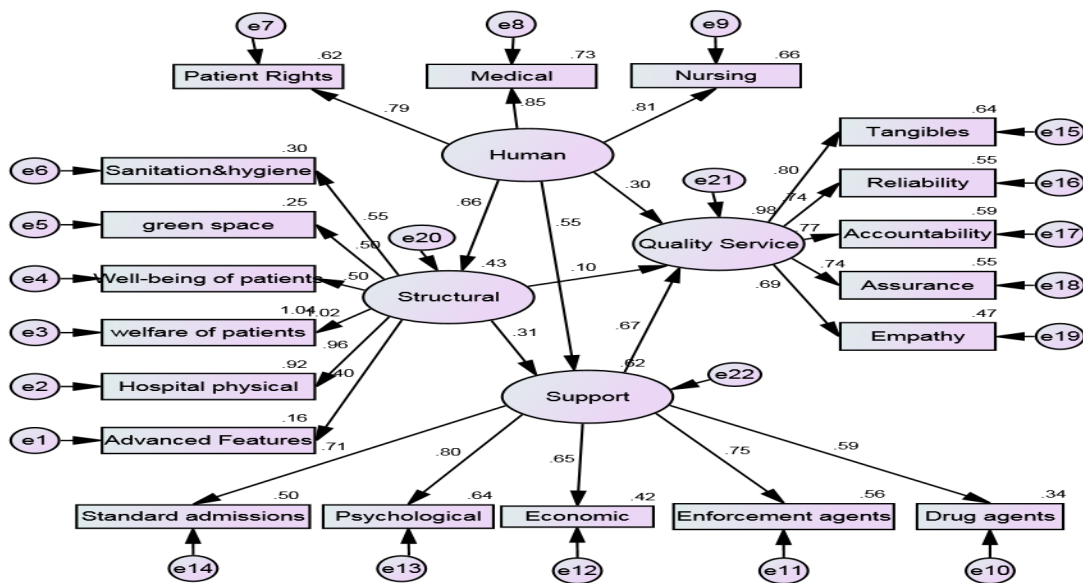 e7
e8
e9
.62
.73
.66
Patient Rights
Medical
Nursing
.79
.85
.81
.64
Tangibles
e15
Human
.30
e6
Sanitation&hygiene
.80
.55
Reliability
e16
.25
e5
green space
.55
.66
.55
.30
e21
.74
.98
.77
.59
Accountability
e17
Quality Service
.50
e20
e4
Well-being of patients
.50
.43
.10
.74
.55
Assurance
e18
Structural
.69
1.04
1.02
e3
welfare of patients
.31
.67
.47
Empathy
e19
.96
.92
e2
Hospital physical
.40
.62
e22
Support
.16
e1
Advanced Features
.71
.80
.65
.75
.59
.50
.64
.42
.56
.34
Standard admissions
Psychological
Economic
Enforcement agents
Drug agents
e14
e13
e12
e11
e10